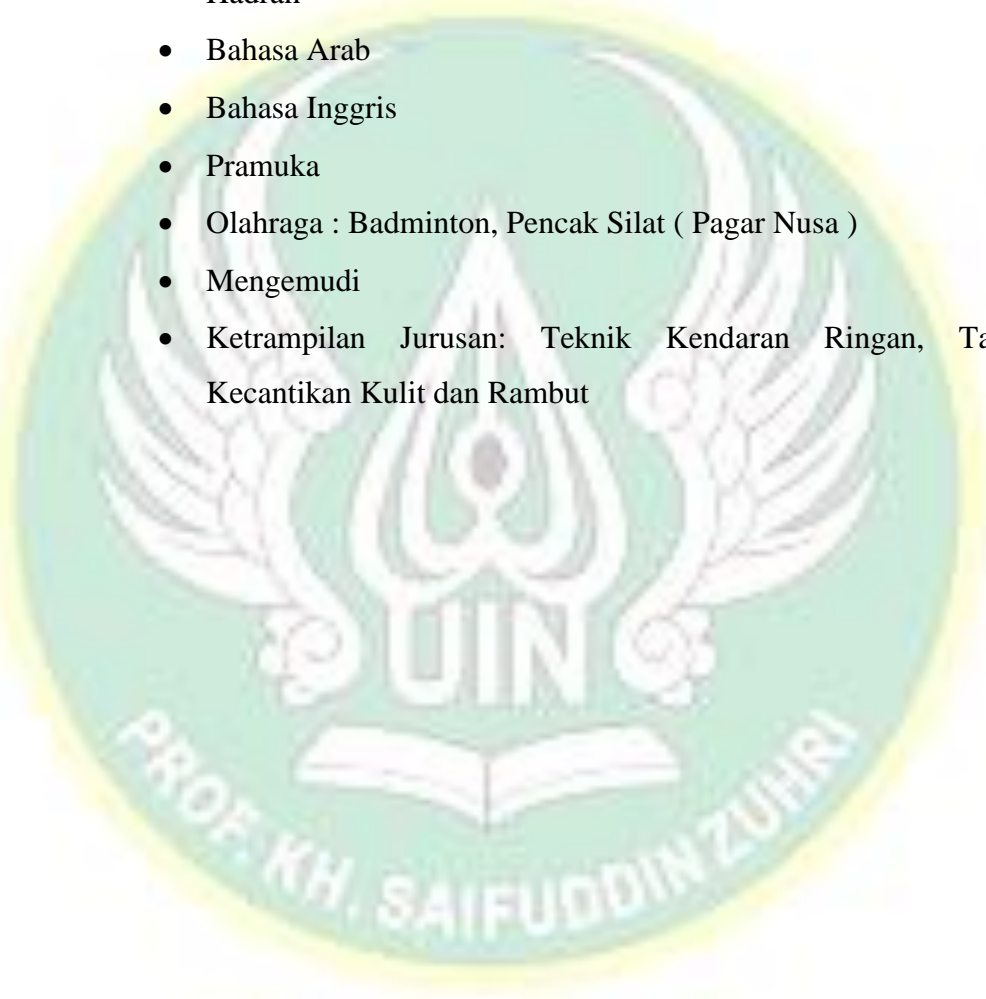 • Bahasa Arab
• Bahasa Inggris
• Pramuka
• Olahraga : Badminton, Pencak Silat ( Pagar Nusa )
• Mengemudi
• Ketrampilan Jurusan: Teknik Kendaran Ringan,
Kecantikan Kulit dan Rambut
UIN
PROF. KH. SAIFUDDIN ZUHRI